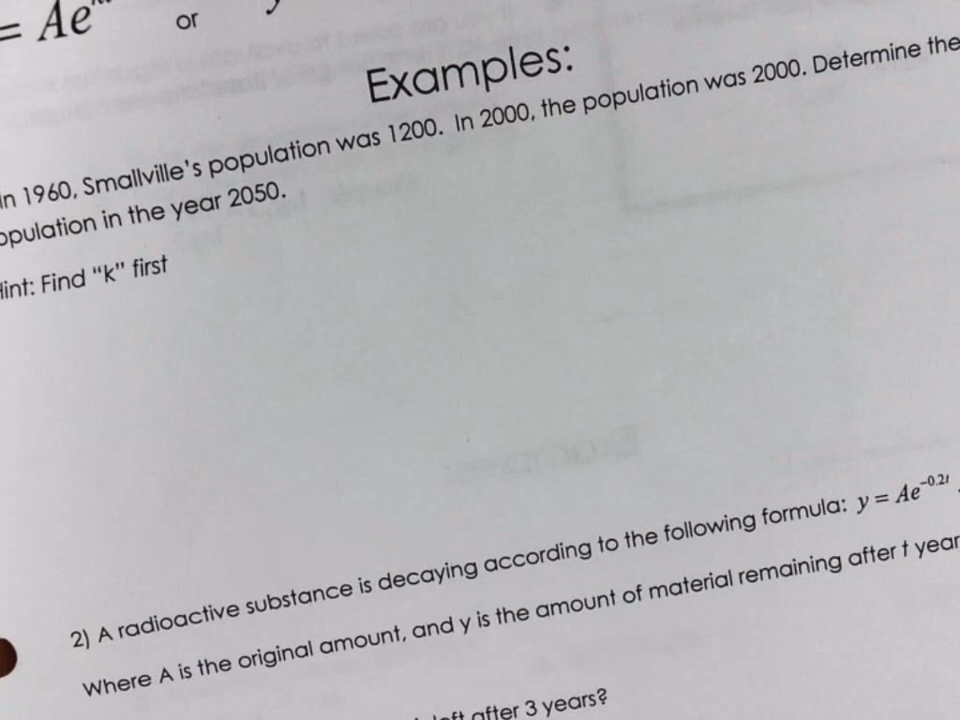 = Ae
or
Examples:
In 1960, Smallville's population was 1200. In 2000, the population was 2000. Determine the
opulation in the year 2050.
Hint: Find "k" first
2) A radioactive substance is decaying according to the following formula: y = Ae^-0.2t
Where A is the original amount, and y is the amount of material remaining after t year
left after 3 years?